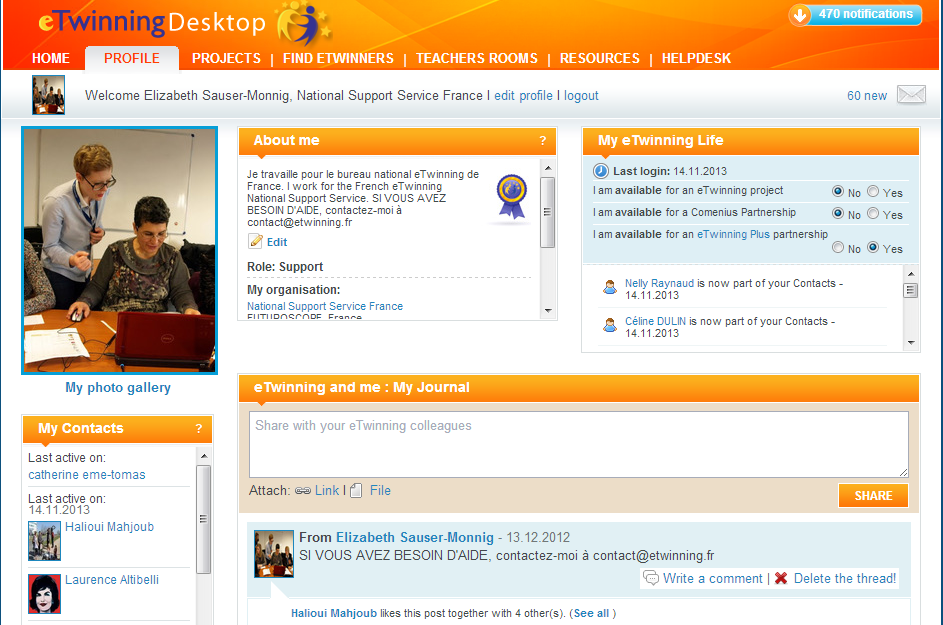 eTwinning Desktop
470 notifications
HOME
PROFILE
PROJECTS | FIND ETWINNERS | TEACHERS ROOMS | RESOURCES | HELPDESK
Welcome Elizabeth Sauser-Monnig, National Support Service France I edit profile I logout
60 new
My photo gallery
About me
?
Je travaille pour le bureau national eTwinning de
France. I work for the French eTwinning
National Support Service. SI VOUS AVEZ
BESOIN D'AIDE, contactez-moi à
contact@etwinning.fr
Edit
Role: Support
My organisation:
National Support Service France
FUTUROSCOPE, France
My eTwinning Life
Last login: 14.11.2013
I am available for an eTwinning project
No Yes
I am available for a Comenius Partnership
No Yes
I am available for an eTwinning Plus partnership
No Yes
Nelly Raynaud is now part of your Contacts -
14.11.2013
Céline DULIN is now part of your Contacts -
14.11.2013
My Contacts
?
Last active on:
catherine eme-tomas
Last active on:
14.11.2013
Halioui Mahjoub
Laurence Altibelli
eTwinning and me : My Journal
Share with your eTwinning colleagues
Attach: Link I File
SHARE
From Elizabeth Sauser-Monnig - 13.12.2012
SI VOUS AVEZ BESOIN D'AIDE, contactez-moi à contact@etwinning.fr
Write a comment | Delete the thread!
Halioui Mahjoub likes this post together with 4 other(s). (See all )